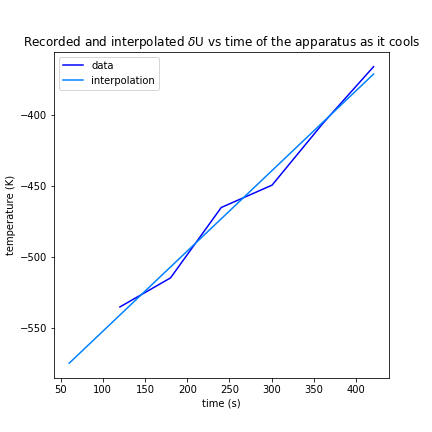 Recorded and interpolated δU vs time of the apparatus as it cools
data
interpolation
−400
−450
−500
−550
temperature (K)
50 100 150 200 250 300 350 400
time (s)